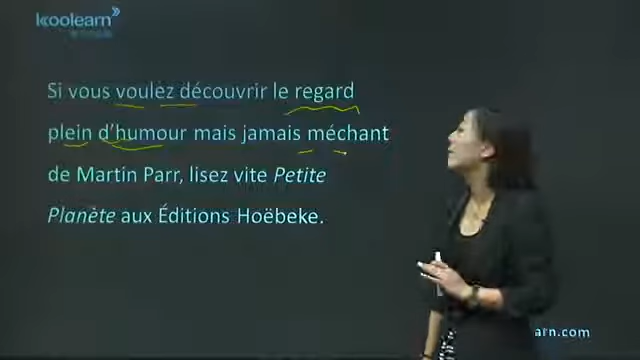 koolearn
Si vous voulez découvrir le regard
plein d'humour mais jamais méchant
de Martin Parr, lisez vite Petite
Planète aux Éditions Hoëbeke.
arn.com